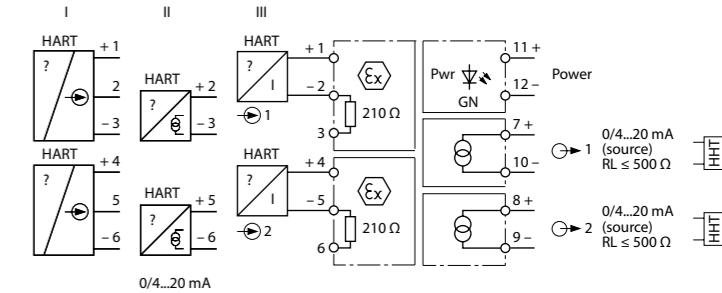 I II III
HART
?
+ 1
2
– 3
HART
?
+ 2
– 3
HART
?
I
1
+ 1
– 2
3
Ex
210 Ω
Pwr
GN
11 +
12 –
Power
7 +
10 –
1
0/4...20 mA
(source)
RL ≤ 500 Ω
HHT
HART
?
+ 4
5
– 6
HART
?
+ 5
– 6
0/4...20 mA
HART
?
I
2
+ 4
– 5
6
Ex
210 Ω
8 +
9 –
2
0/4...20 mA
(source)
RL ≤ 500 Ω
HHT